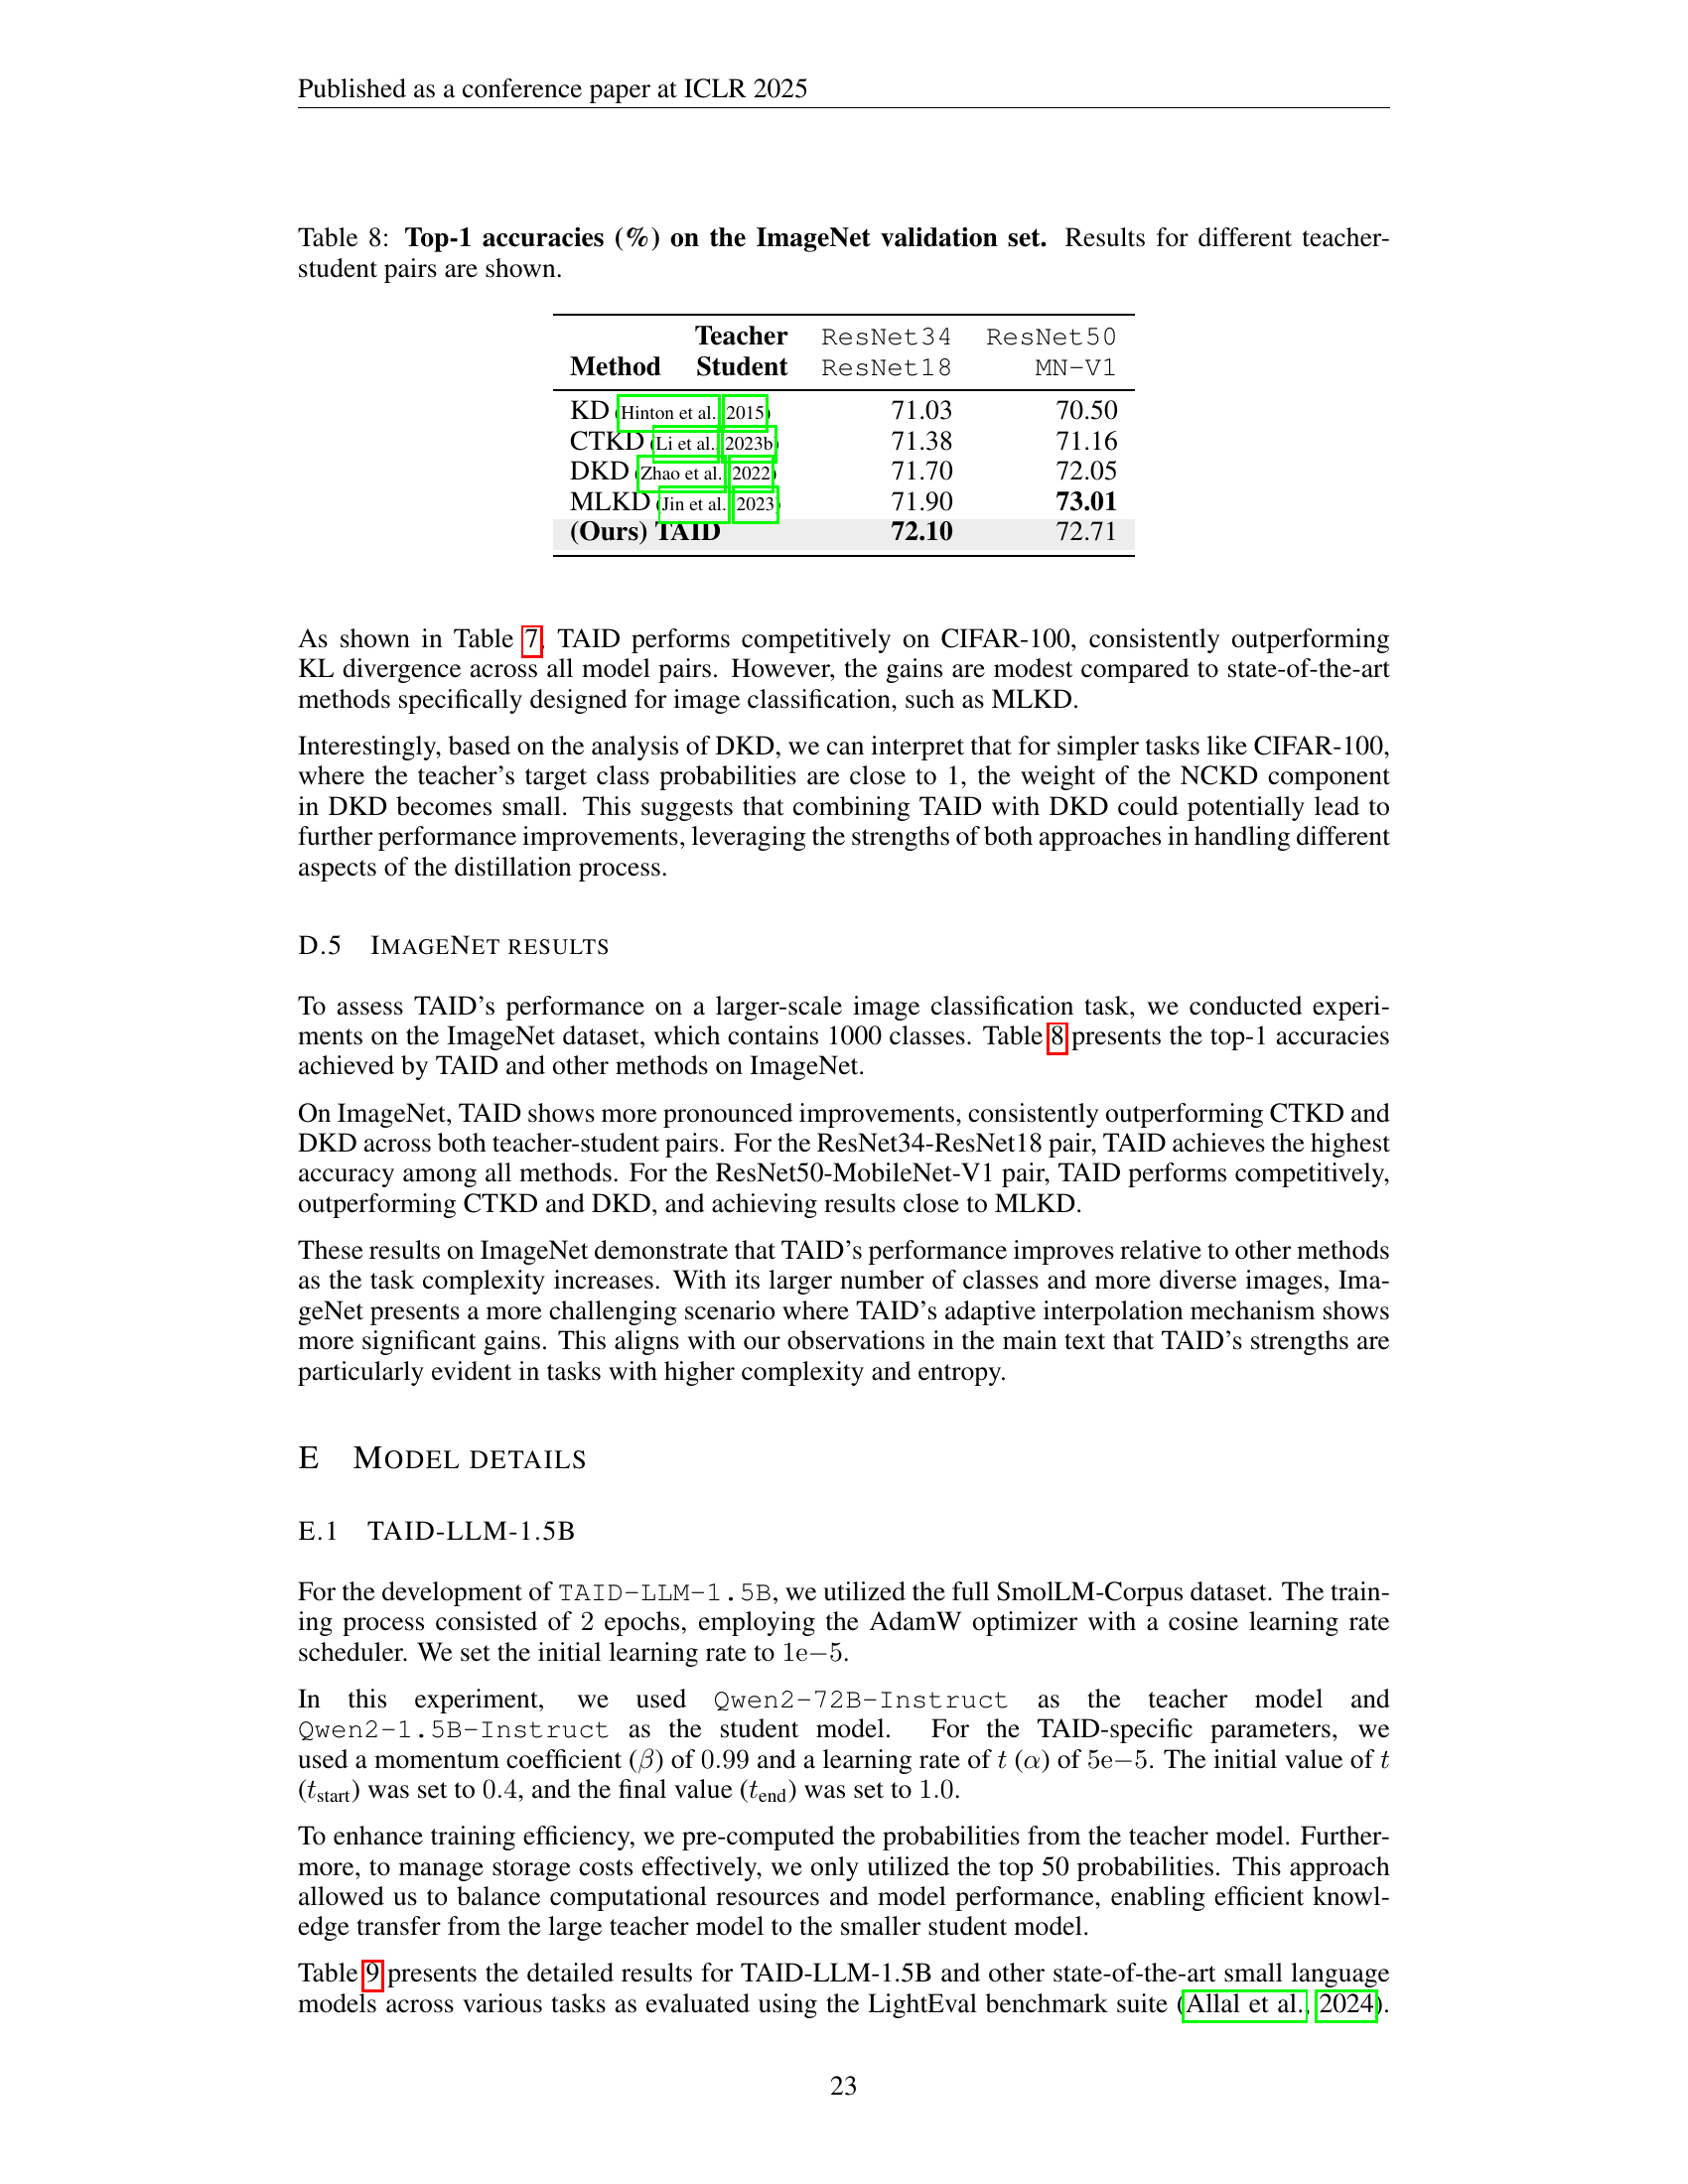 Published as a conference paper at ICLR 2025
Table 8: Top-1 accuracies (%) on the ImageNet validation set. Results for different teacher-
student pairs are shown.
Teacher ResNet34 ResNet50
Method Student ResNet18 MN-V1
KD (Hinton et al., 2015) 71.03 70.50
CTKD (Li et al., 2023b) 71.38 71.16
DKD (Zhao et al., 2022) 71.70 72.05
MLKD (Jin et al., 2023) 71.90 73.01
(Ours) TAID 72.10 72.71
As shown in Table 7, TAID performs competitively on CIFAR-100, consistently outperforming
KL divergence across all model pairs. However, the gains are modest compared to state-of-the-art
methods specifically designed for image classification, such as MLKD.
Interestingly, based on the analysis of DKD, we can interpret that for simpler tasks like CIFAR-100,
where the teacher's target class probabilities are close to 1, the weight of the NCKD component
in DKD becomes small. This suggests that combining TAID with DKD could potentially lead to
further performance improvements, leveraging the strengths of both approaches in handling different
aspects of the distillation process.
D.5 IMAGENET RESULTS
To assess TAID's performance on a larger-scale image classification task, we conducted experi-
ments on the ImageNet dataset, which contains 1000 classes. Table 8 presents the top-1 accuracies
achieved by TAID and other methods on ImageNet.
On ImageNet, TAID shows more pronounced improvements, consistently outperforming CTKD and
DKD across both teacher-student pairs. For the ResNet34-ResNet18 pair, TAID achieves the highest
accuracy among all methods. For the ResNet50-MobileNet-V1 pair, TAID performs competitively,
outperforming CTKD and DKD, and achieving results close to MLKD.
These results on ImageNet demonstrate that TAID's performance improves relative to other methods
as the task complexity increases. With its larger number of classes and more diverse images, Ima-
geNet presents a more challenging scenario where TAID's adaptive interpolation mechanism shows
more significant gains. This aligns with our observations in the main text that TAID's strengths are
particularly evident in tasks with higher complexity and entropy.
E MODEL DETAILS
E.1 TAID-LLM-1.5B
For the development of TAID-LLM-1.5B, we utilized the full SmolLM-Corpus dataset. The train-
ing process consisted of 2 epochs, employing the AdamW optimizer with a cosine learning rate
scheduler. We set the initial learning rate to 1e−5.
In this experiment, we used Qwen2-72B-Instruct as the teacher model and
Qwen2-1.5B-Instruct as the student model. For the TAID-specific parameters, we
used a momentum coefficient (β) of 0.99 and a learning rate of t (α) of 5e−5. The initial value of t
(t_start) was set to 0.4, and the final value (t_end) was set to 1.0.
To enhance training efficiency, we pre-computed the probabilities from the teacher model. Further-
more, to manage storage costs effectively, we only utilized the top 50 probabilities. This approach
allowed us to balance computational resources and model performance, enabling efficient knowl-
edge transfer from the large teacher model to the smaller student model.
Table 9 presents the detailed results for TAID-LLM-1.5B and other state-of-the-art small language
models across various tasks as evaluated using the LightEval benchmark suite (Allal et al., 2024).
23